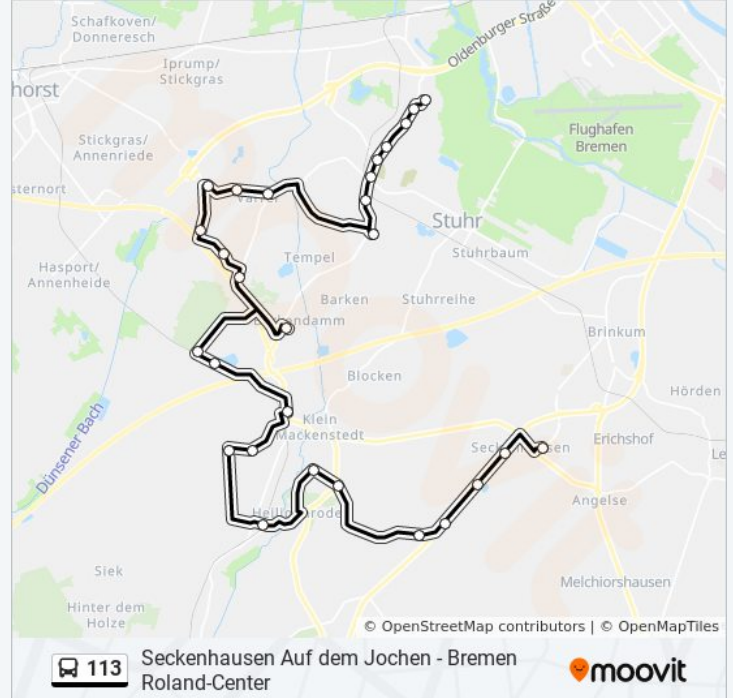 Schafkoven/
Donneresch
Oldenburger Straße
Iprump/
Stickgras
horst
Flughafen
Bremen
Stickgras/
Annenriede
sternort
Varrel
Stuhr
Stuhrbaum
Tempel
Hasport/
Annenheide
Barken
Stuhrreihe
Brinkum
Blocken
Hörden
Klein
Mackenstedt
Dünsener Bach
Erichshof
Le
Angelse
Siek
Melchiorshausen
Hinter dem
Holze
© OpenStreetMap contributors | © OpenMapTiles
113
Seckenhausen Auf dem Jochen - Bremen
Roland-Center
moovit